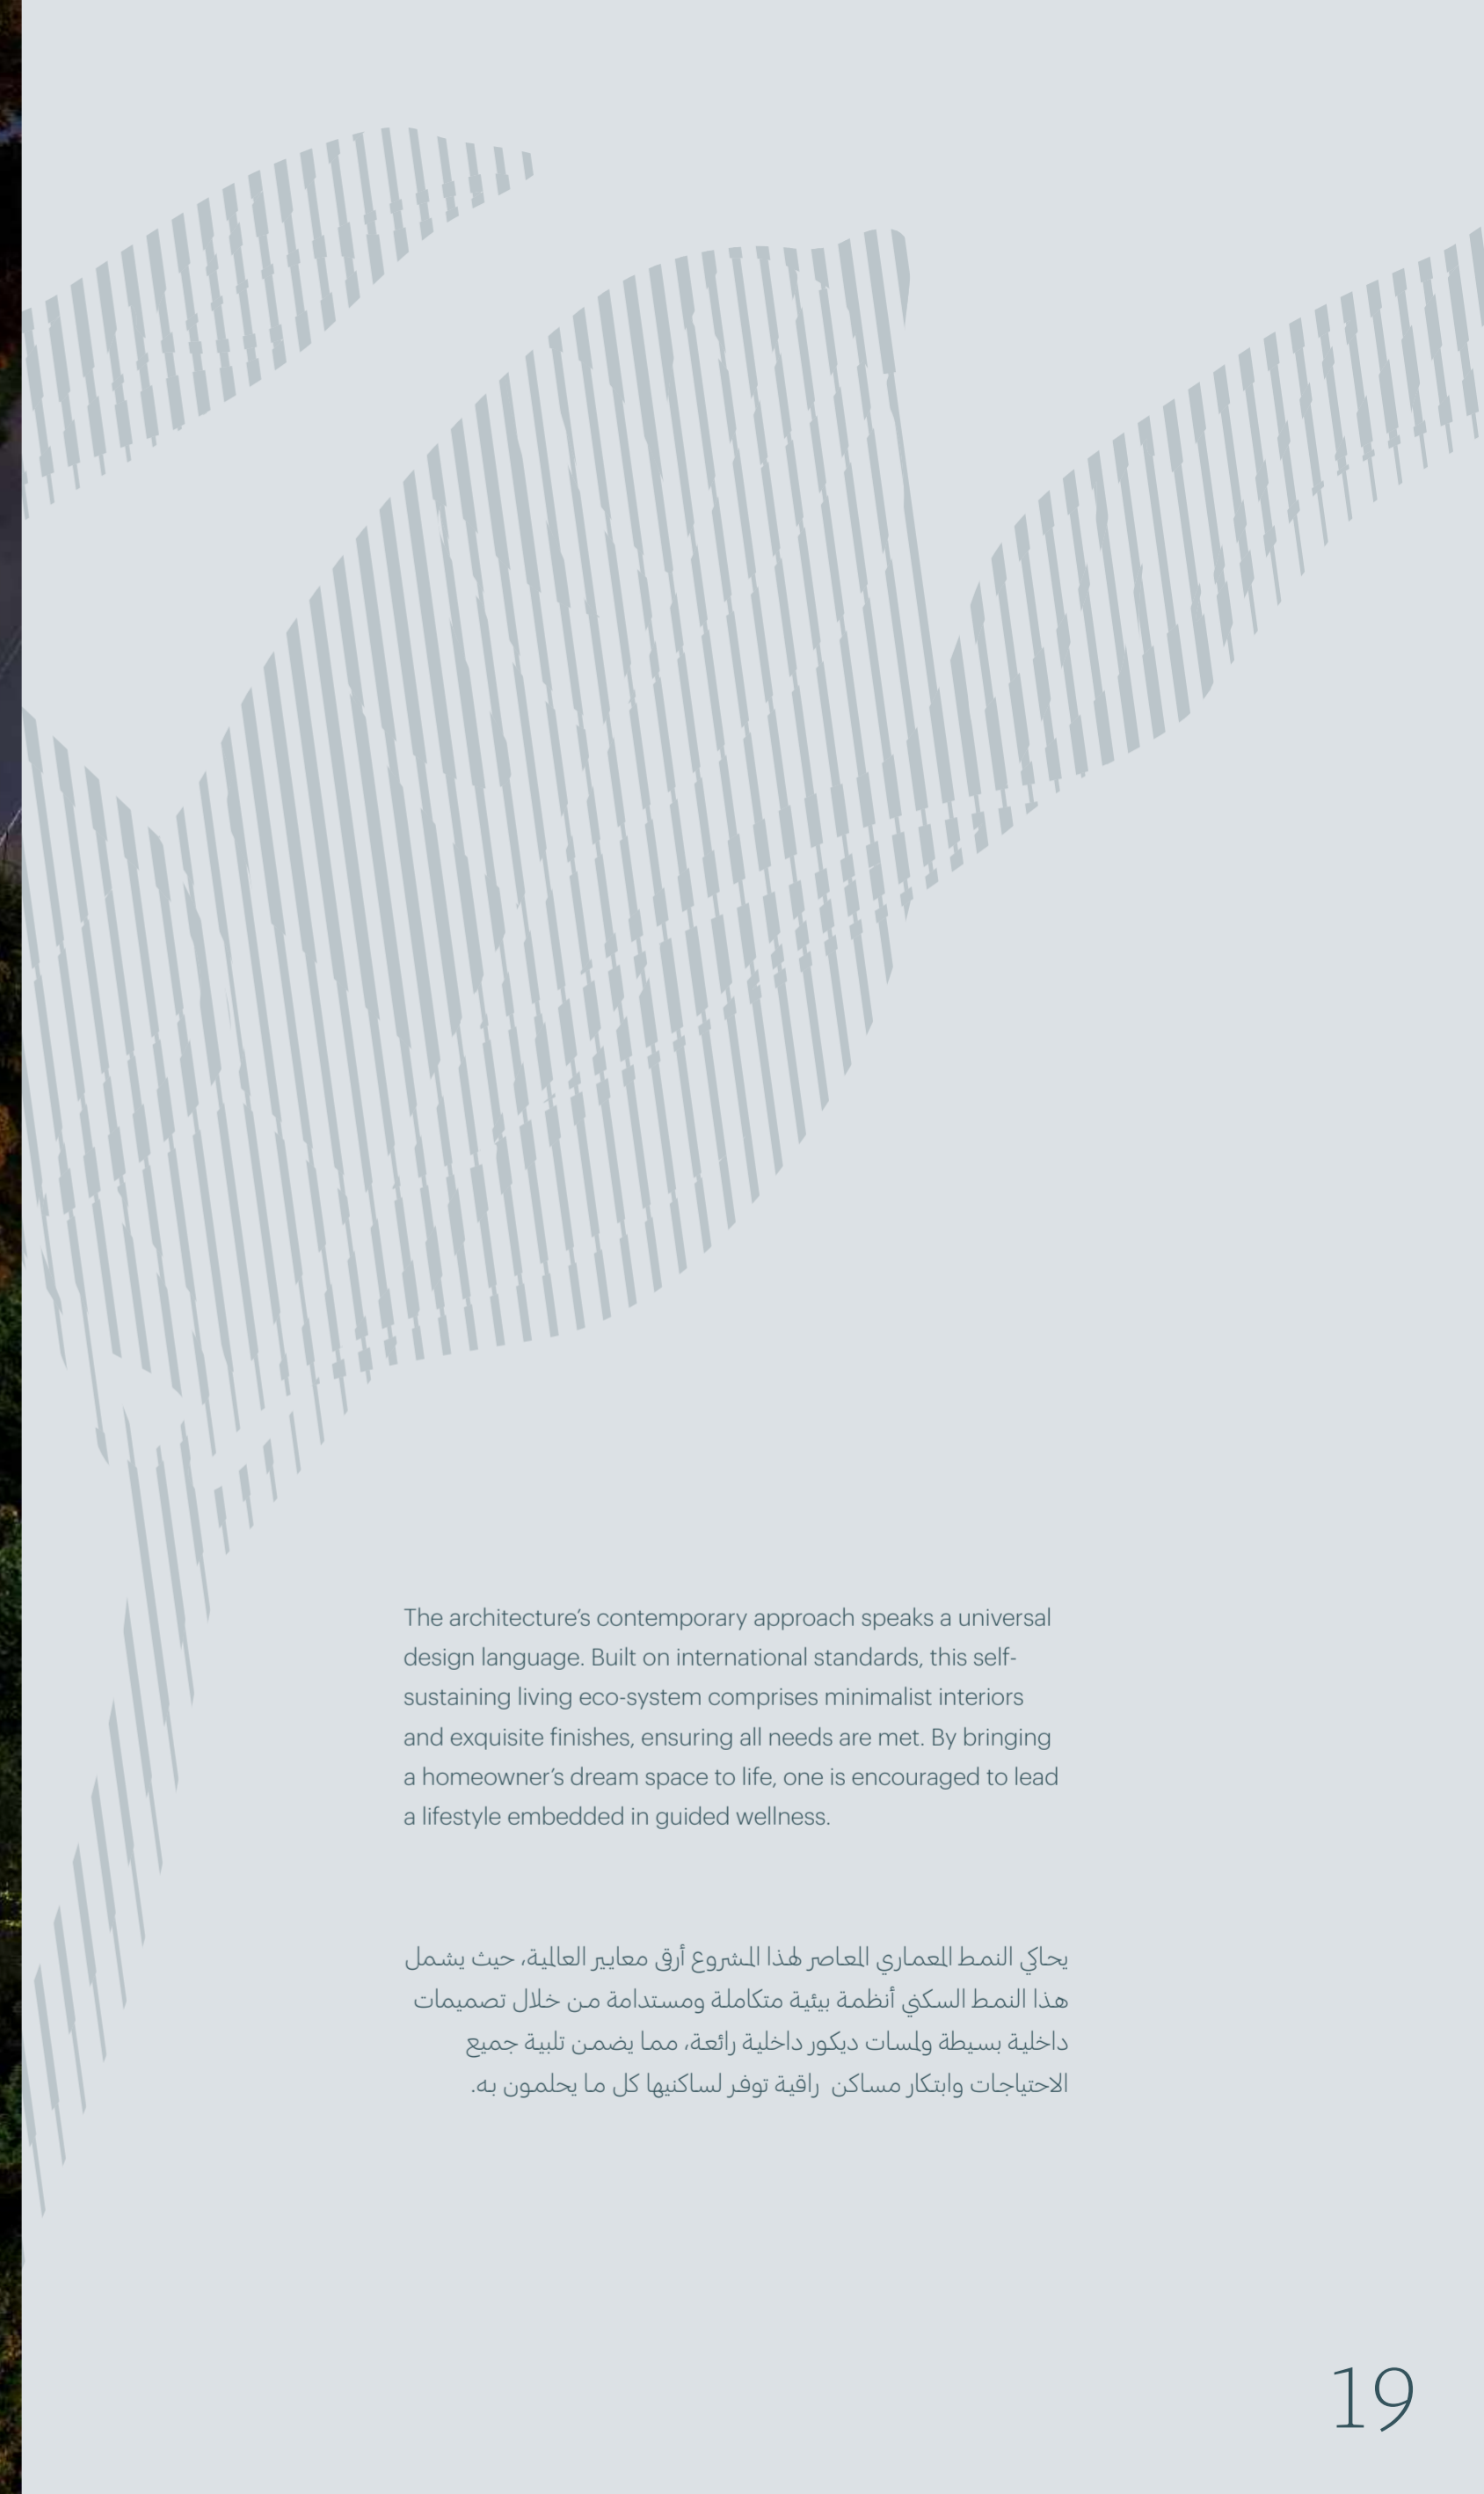 The architecture’s contemporary approach speaks a universal
design language. Built on international standards, this self-
sustaining living eco-system comprises minimalist interiors
and exquisite finishes, ensuring all needs are met. By bringing
a homeowner’s dream space to life, one is encouraged to lead
a lifestyle embedded in guided wellness.
يحاكي النمط المعماري المعاصر لهذا المشروع أرقى معايير العالمية، حيث يشمل
هذا النمط السكني أنظمة بيئية متكاملة ومستدامة من خلال تصميمات
داخلية بسيطة ولمسات ديكور داخلية رائعة، مما يضمن تلبية جميع
الاحتياجات وابتكار مساكن راقية توفر لساكنيها كل ما يحلمون به.
19